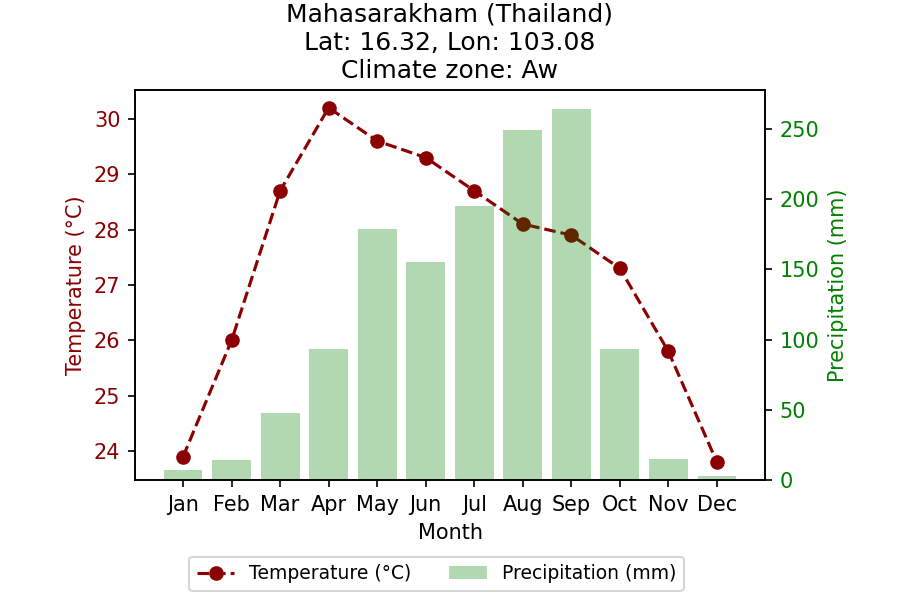 Mahasarakham (Thailand)
Lat: 16.32, Lon: 103.08
Climate zone: Aw
30
29
28
27
26
25
24
Temperature (°C)
250
200
150
100
50
0
Precipitation (mm)
Jan Feb Mar Apr May Jun Jul Aug Sep Oct Nov Dec
Month
Temperature (°C) Precipitation (mm)